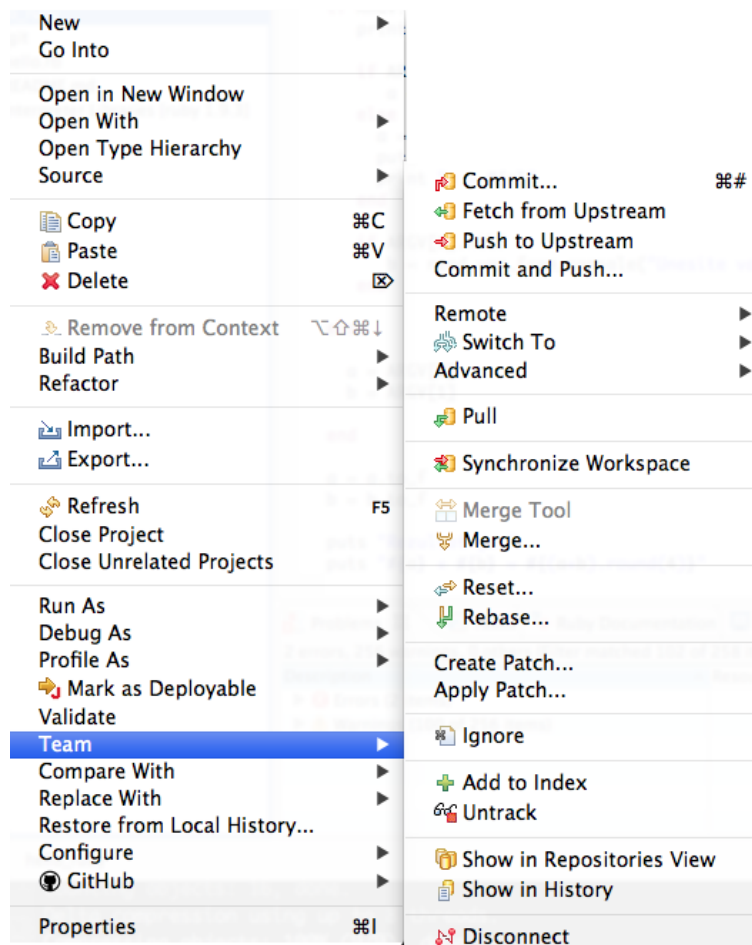 New
Go Into
Open in New Window
Open With
Open Type Hierarchy
Source
Copy ⌘C
Paste ⌘V
Delete ⌦
Remove from Context ⌥⇧⌘↓
Build Path
Refactor
Import...
Export...
Refresh F5
Close Project
Close Unrelated Projects
Run As
Debug As
Profile As
Mark as Deployable
Validate
Team
Compare With
Replace With
Restore from Local History...
Configure
GitHub
Properties ⌘I
Commit... ⌘#
Fetch from Upstream
Push to Upstream
Commit and Push...
Remote
Switch To
Advanced
Pull
Synchronize Workspace
Merge Tool
Merge...
Reset...
Rebase...
Create Patch...
Apply Patch...
Ignore
Add to Index
Untrack
Show in Repositories View
Show in History
Disconnect